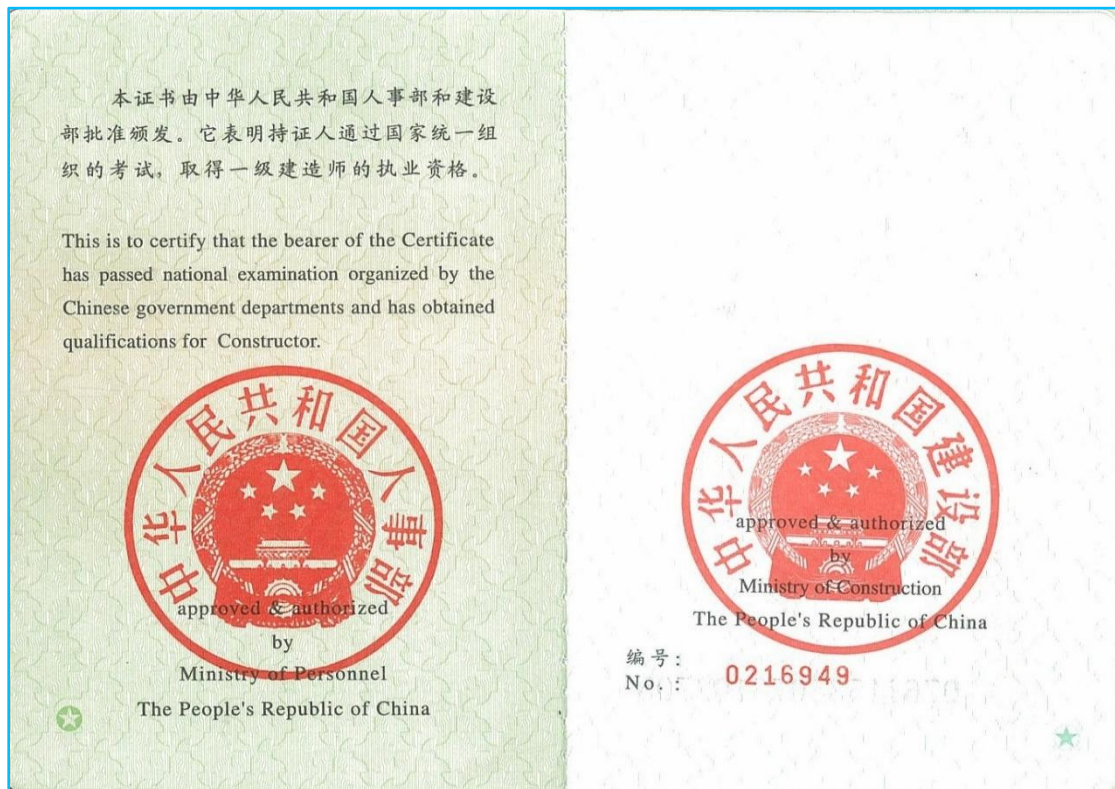 本证书由中华人民共和国人事部和建设
部批准颁发。它表明持证人通过国家统一组
织的考试，取得一级建造师的执业资格。
This is to certify that the bearer of the Certificate
has passed national examination organized by the
Chinese government departments and has obtained
qualifications for Constructor.
中华人民共和国人事部
approved & authorized
by
Ministry of Personnel
The People's Republic of China
中华人民共和国建设部
approved & authorized
by
Ministry of Construction
The People's Republic of China
编号：
No.： 0216949